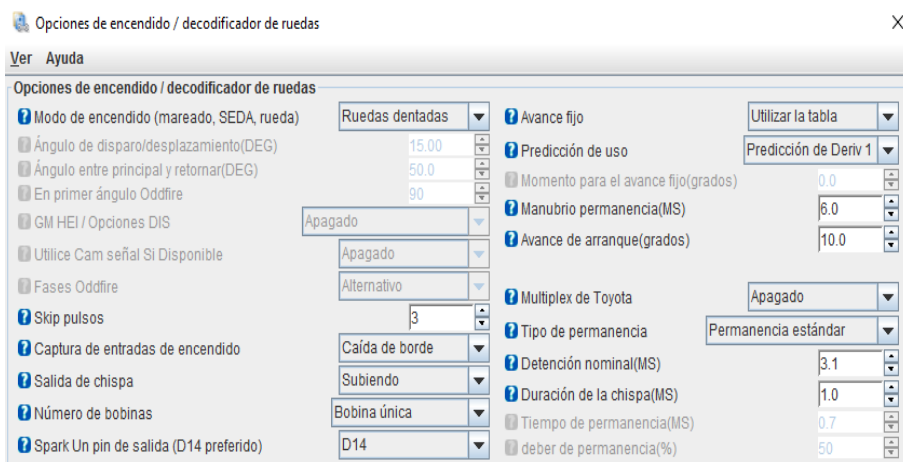 Opciones de encendido / decodificador de ruedas
Ver Ayuda
Opciones de encendido / decodificador de ruedas
Modo de encendido (mareado, SEDA, rueda) Ruedas dentadas
Ángulo de disparo/desplazamiento(DEG) 15.00
Ángulo entre principal y retornar(DEG) 50.0
En primer ángulo Oddfire 90
GM HEI / Opciones DIS Apagado
Utilice Cam señal Si Disponible Apagado
Fases Oddfire Alternativo
Skip pulsos 3
Captura de entradas de encendido Caída de borde
Salida de chispa Subiendo
Número de bobinas Bobina única
Spark Un pin de salida (D14 preferido) D14
Avance fijo Utilizar la tabla
Predicción de uso Predicción de Deriv 1
Momento para el avance fijo(grados) 0.0
Manubrio permanencia(MS) 6.0
Avance de arranque(grados) 10.0
Multiplex de Toyota Apagado
Tipo de permanencia Permanencia estándar
Detención nominal(MS) 3.1
Duración de la chispa(MS) 1.0
Tiempo de permanencia(MS) 0.7
deber de permanencia(%) 50